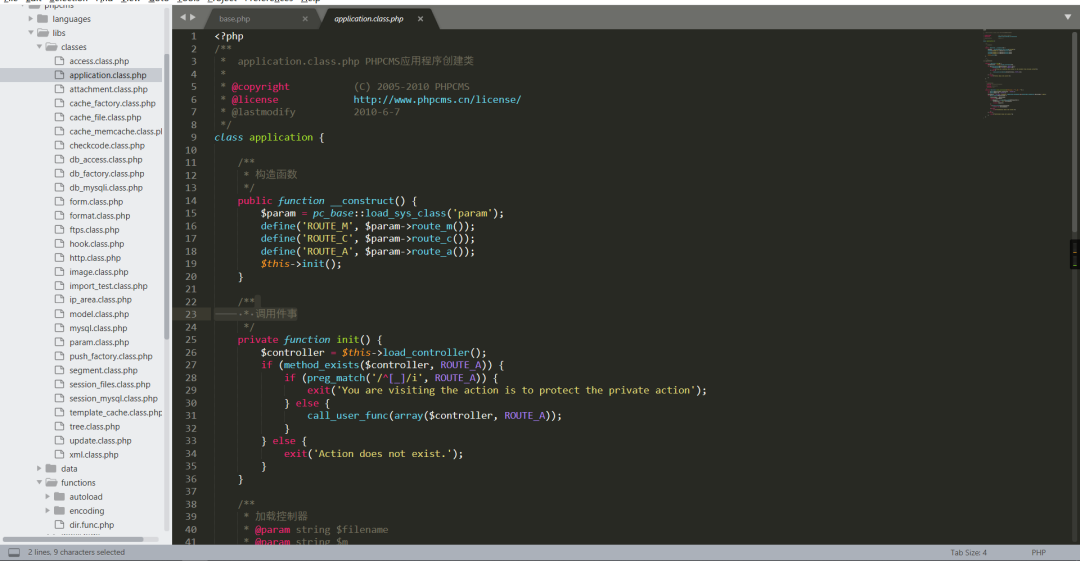 phpcms
languages
libs
classes
access.class.php
application.class.php
attachment.class.php
cache_factory.class.php
cache_file.class.php
cache_memcache.class.pl
checkcode.class.php
db_access.class.php
db_factory.class.php
db_mysqli.class.php
form.class.php
format.class.php
ftps.class.php
hook.class.php
http.class.php
image.class.php
import_test.class.php
ip_area.class.php
model.class.php
mysql.class.php
param.class.php
push_factory.class.php
segment.class.php
session_files.class.php
session_mysql.class.php
template_cache.class.php
tree.class.php
update.class.php
xml.class.php
data
functions
autoload
encoding
dir.func.php
base.php
application.class.php
1 <?php
2 /**
3 * application.class.php PHPCMS应用程序创建类
4 *
5 * @copyright (C) 2005-2010 PHPCMS
6 * @license http://www.phpcms.cn/license/
7 * @lastmodify 2010-6-7
8 */
9 class application {
10
11 /**
12 * 构造函数
13 */
14 public function __construct() {
15 $param = pc_base::load_sys_class('param');
16 define('ROUTE_M', $param->route_m());
17 define('ROUTE_C', $param->route_c());
18 define('ROUTE_A', $param->route_a());
19 $this->init();
20 }
21
22 /**
23 * 调用件事
24 */
25 private function init() {
26 $controller = $this->load_controller();
27 if (method_exists($controller, ROUTE_A)) {
28 if (preg_match('/^[_]/i', ROUTE_A)) {
29 exit('You are visiting the action is to protect the private action');
30 } else {
31 call_user_func(array($controller, ROUTE_A));
32 }
33 } else {
34 exit('Action does not exist.');
35 }
36 }
37
38 /**
39 * 加载控制器
40 * @param string $filename
41 * @param string $m
2 lines, 9 characters selected
Tab Size: 4
PHP